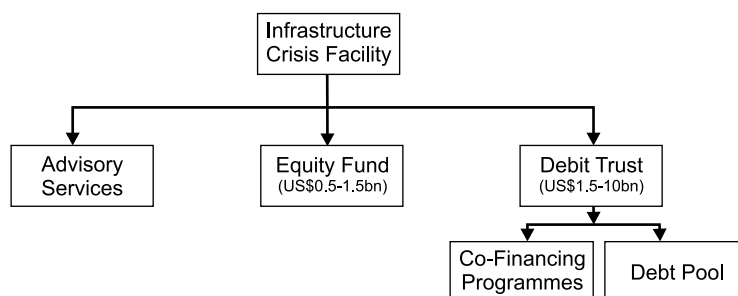 Infrastructure
Crisis Facility
Advisory
Services
Equity Fund
(US$0.5-1.5bn)
Debit Trust
(US$1.5-10bn)
Co-Financing
Programmes
Debt Pool